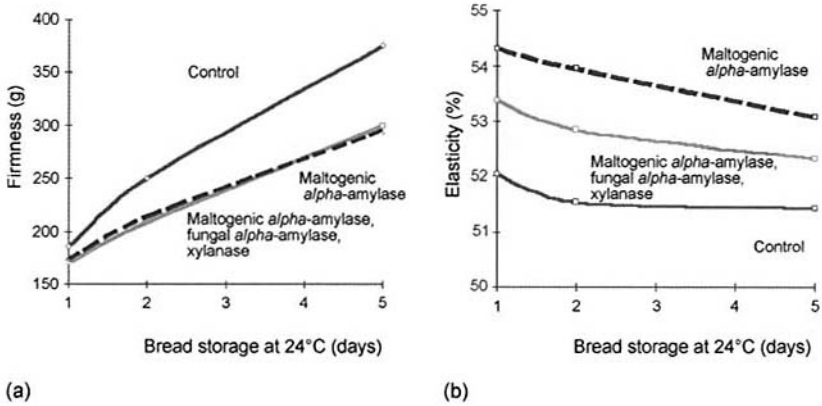 400
350
300
250
200
150
Firmness (g)
Control
Maltogenic
alpha-amylase
Maltogenic alpha-amylase,
fungal alpha-amylase,
xylanase
1 2 3 4 5
Bread storage at 24°C (days)
(a)
55
54
53
52
51
50
Elasticity (%)
Maltogenic
alpha-amylase
Maltogenic alpha-amylase,
fungal alpha-amylase,
xylanase
Control
1 2 3 4 5
Bread storage at 24°C (days)
(b)